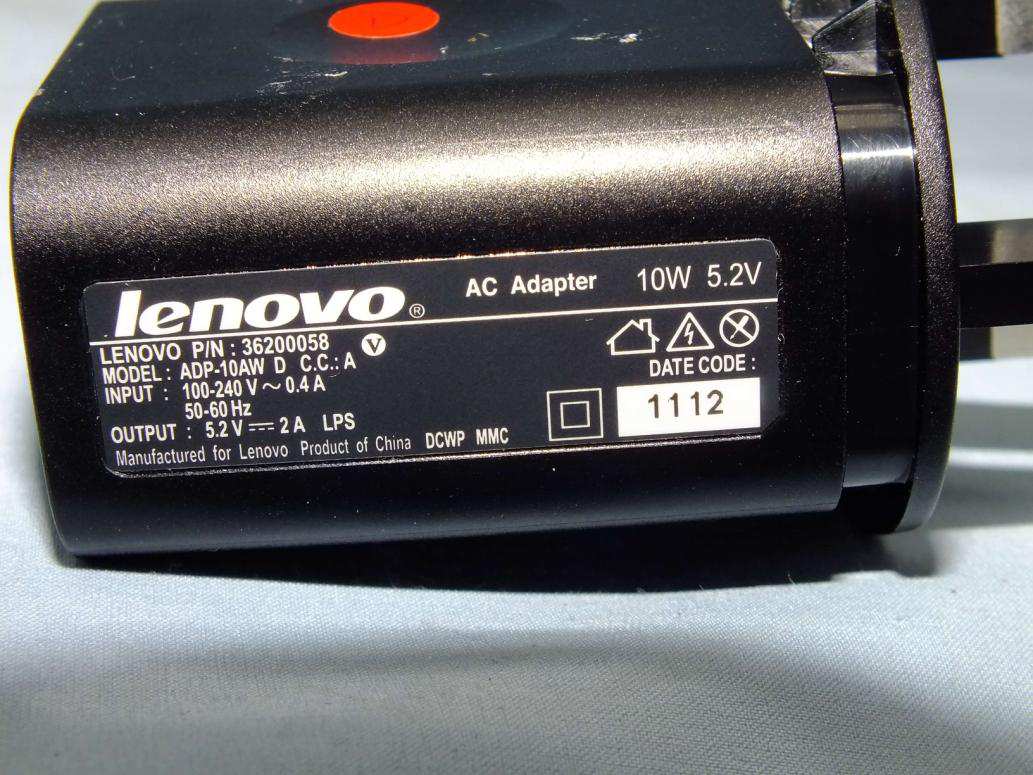 lenovo® AC Adapter 10W 5.2V
LENOVO P/N : 36200058 V
MODEL : ADP-10AW D C.C.: A
INPUT : 100-240 V ~ 0.4 A
50-60 Hz
OUTPUT : 5.2 V ⎓ 2 A LPS
Manufactured for Lenovo Product of China DCWP MMC
DATE CODE :
1112